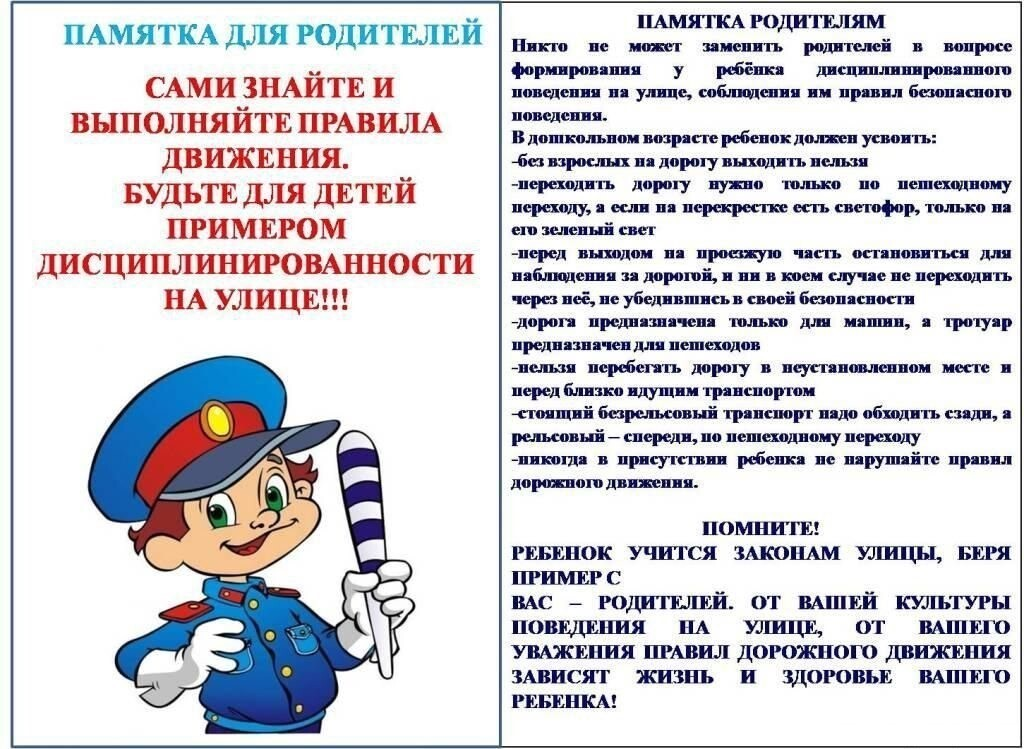 ПАМЯТКА ДЛЯ РОДИТЕЛЕЙ
САМИ ЗНАЙТЕ И
ВЫПОЛНЯЙТЕ ПРАВИЛА
ДВИЖЕНИЯ.
БУДЬТЕ ДЛЯ ДЕТЕЙ
ПРИМЕРОМ
ДИСЦИПЛИНИРОВАННОСТИ
НА УЛИЦЕ!!!
ПАМЯТКА РОДИТЕЛЯМ
Никто не может заменить родителей в вопросе
формирования у ребёнка дисциплинированного
поведения на улице, соблюдения им правил безопасного
поведения.
В дошкольном возрасте ребенок должен усвоить:
-без взрослых на дорогу выходить нельзя
-переходить дорогу нужно только по пешеходному
переходу, а если на перекрестке есть светофор, только на
его зеленый свет
-перед выходом на проезжую часть остановиться для
наблюдения за дорогой, и ни в коем случае не переходить
через неё, не убедившись в своей безопасности
-дорога предназначена только для машин, а тротуар
предназначен для пешеходов
-нельзя перебегать дорогу в неустановленном месте и
перед близко идущим транспортом
-стоящий безрельсовый транспорт надо обходить сзади, а
рельсовый – спереди, по пешеходному переходу
-никогда в присутствии ребенка не нарушайте правил
дорожного движения.
ПОМНИТЕ!
РЕБЕНОК УЧИТСЯ ЗАКОНАМ УЛИЦЫ, БЕРЯ
ПРИМЕР С
ВАС – РОДИТЕЛЕЙ. ОТ ВАШЕЙ КУЛЬТУРЫ
ПОВЕДЕНИЯ НА УЛИЦЕ, ОТ ВАШЕГО
УВАЖЕНИЯ ПРАВИЛ ДОРОЖНОГО ДВИЖЕНИЯ
ЗАВИСЯТ ЖИЗНЬ И ЗДОРОВЬЕ ВАШЕГО
РЕБЕНКА!